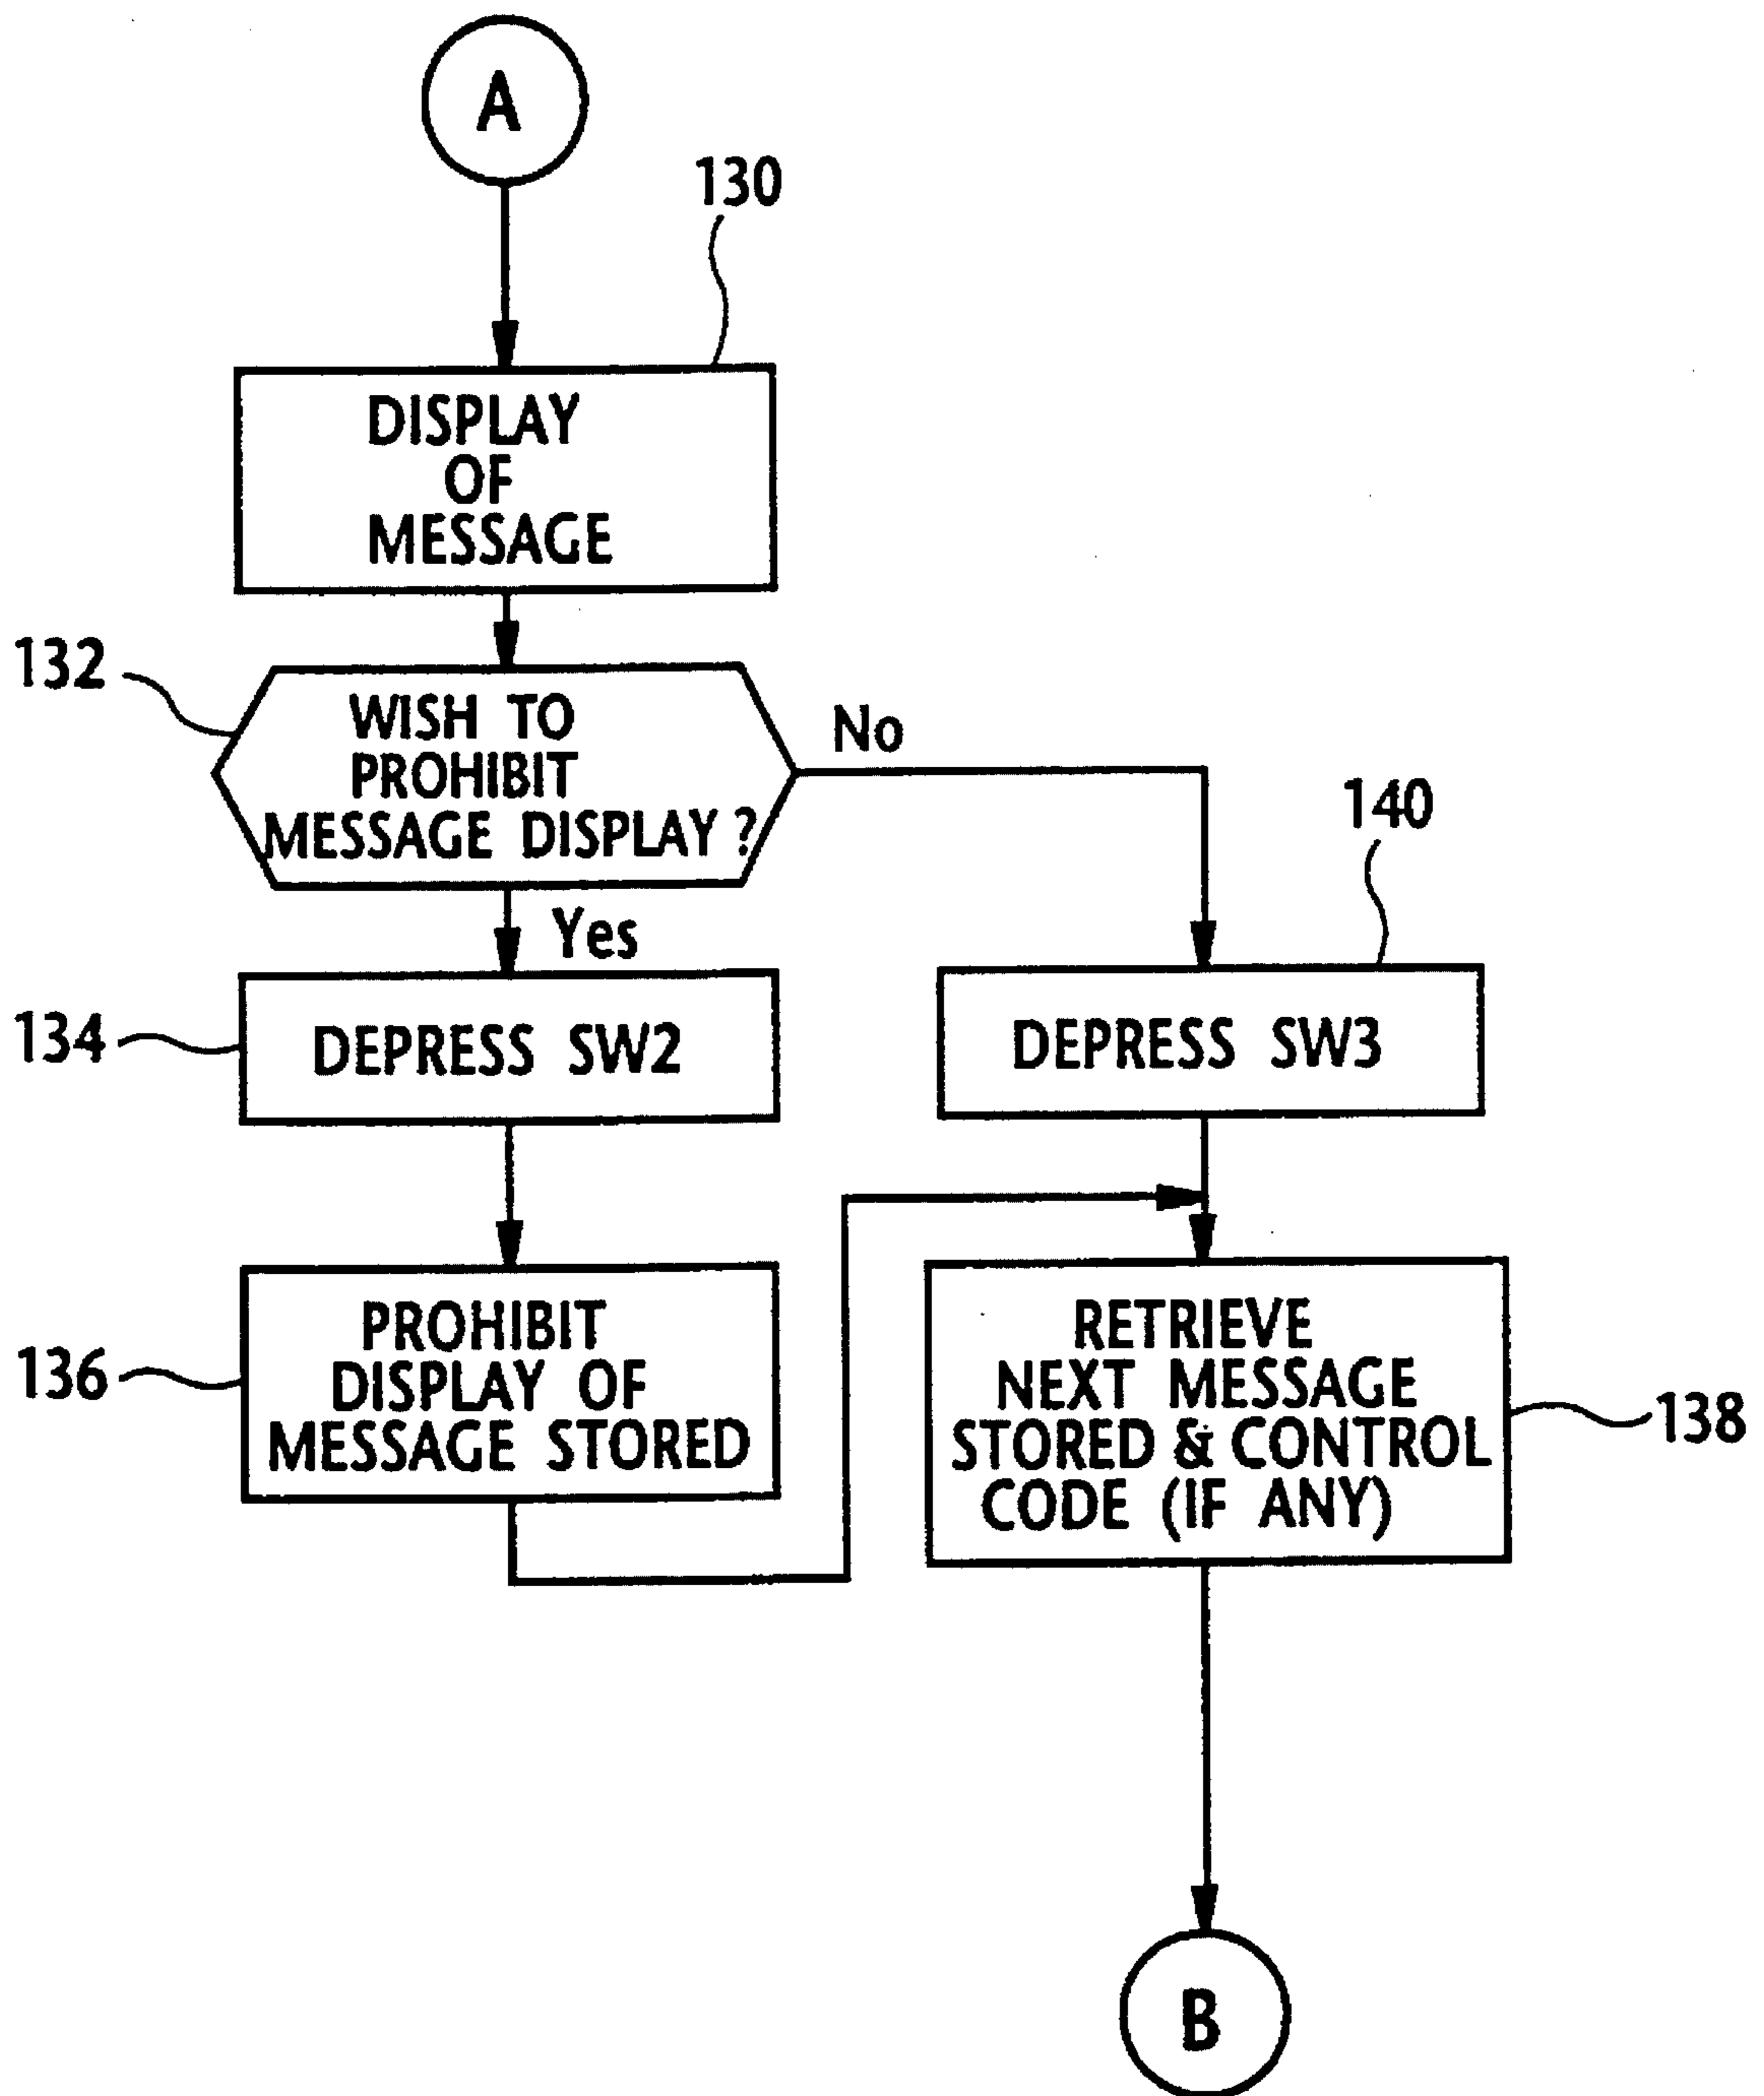 A
130
DISPLAY
OF
MESSAGE
132
WISH TO
PROHIBIT
MESSAGE DISPLAY ?
No
Yes
140
134
DEPRESS SW2
DEPRESS SW3
136
PROHIBIT
DISPLAY OF
MESSAGE STORED
RETRIEVE
NEXT MESSAGE
STORED & CONTROL
CODE (IF ANY)
138
B